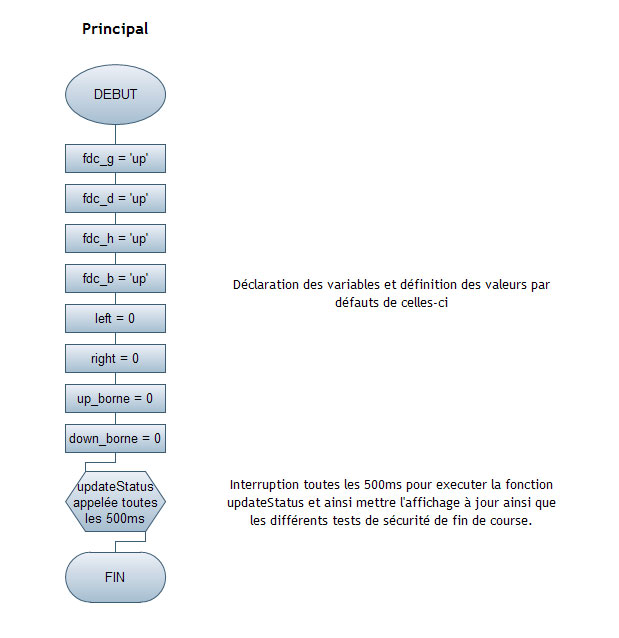 Principal
DEBUT
fdc_g = 'up'
fdc_d = 'up'
fdc_h = 'up'
fdc_b = 'up'
Déclaration des variables et définition des valeurs par
défauts de celles-ci
left = 0
right = 0
up_borne = 0
down_borne = 0
updateStatus
appelée toutes
les 500ms
Interruption toutes les 500ms pour executer la fonction
updateStatus et ainsi mettre l'affichage à jour ainsi que
les différents tests de sécurité de fin de course.
FIN